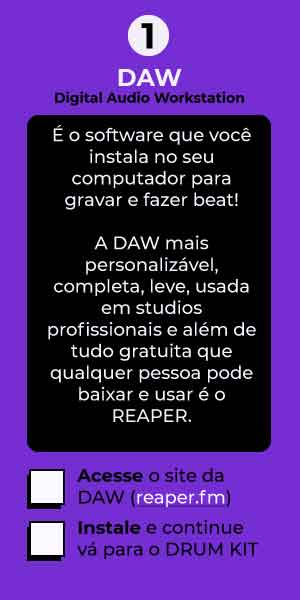 1
DAW
Digital Audio Workstation
É o software que você
instala no seu
computador para
gravar e fazer beat!
A DAW mais
personalizável,
completa, leve, usada
em studios
profissionais e além de
tudo gratuita que
qualquer pessoa pode
baixar e usar é o
REAPER.
Acesse o site da
DAW (reaper.fm)
Instale e continue
vá para o DRUM KIT